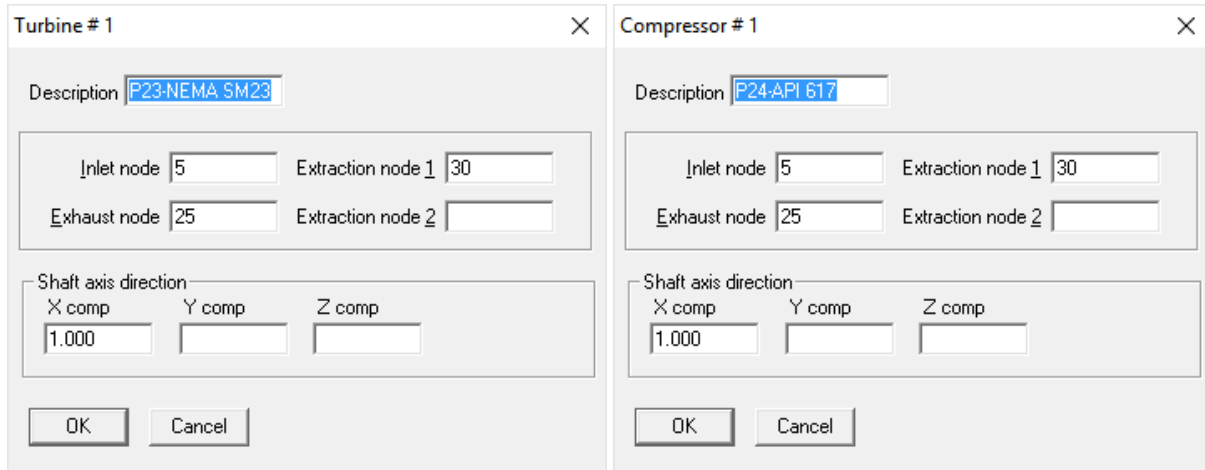 Turbine # 1
Description P23-NEMA SM23
Inlet node 5 Extraction node 1 30
Exhaust node 25 Extraction node 2
Shaft axis direction
X comp Y comp Z comp
1.000
OK Cancel
Compressor # 1
Description P24-API 617
Inlet node 5 Extraction node 1 30
Exhaust node 25 Extraction node 2
Shaft axis direction
X comp Y comp Z comp
1.000
OK Cancel